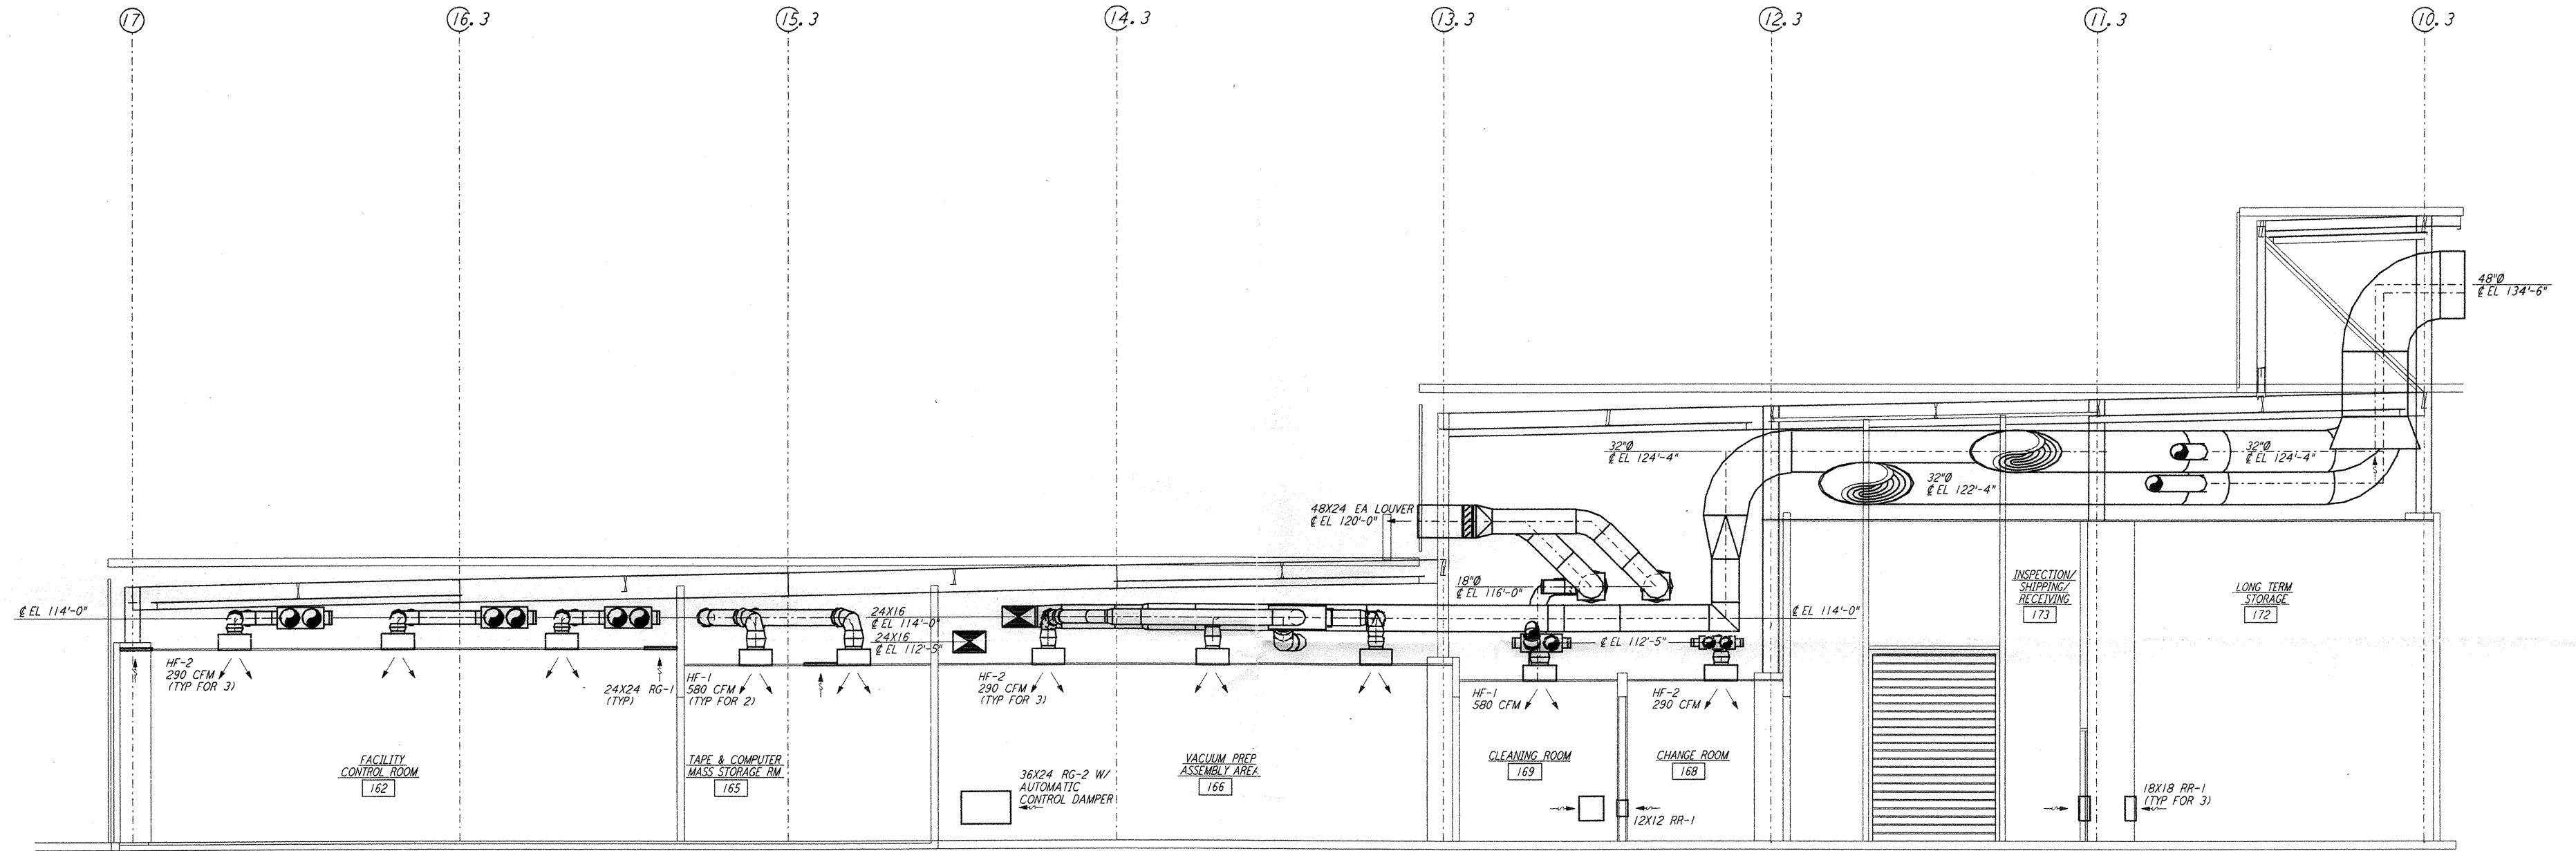 17
16.3
15.3
14.3
13.3
12.3
11.3
10.3
48"Ø
℄ EL 134'-6"
32"Ø
℄ EL 124'-4"
32"Ø
℄ EL 124'-4"
32"Ø
℄ EL 122'-4"
48X24 EA LOUVER
℄ EL 120'-0"
18"Ø
℄ EL 116'-0"
℄ EL 114'-0"
24X16
℄ EL 114'-0"
24X16
℄ EL 112'-5"
℄ EL 114'-0"
℄ EL 112'-5"
INSPECTION/
SHIPPING/
RECEIVING
173
LONG TERM
STORAGE
172
HF-2
290 CFM
(TYP FOR 3)
24X24 RG-1
(TYP)
HF-1
580 CFM
(TYP FOR 2)
HF-2
290 CFM
(TYP FOR 3)
HF-1
580 CFM
HF-2
290 CFM
FACILITY
CONTROL ROOM
162
TAPE & COMPUTER
MASS STORAGE RM
165
36X24 RG-2 W/
AUTOMATIC
CONTROL DAMPER
VACUUM PREP
ASSEMBLY AREA
166
CLEANING ROOM
169
CHANGE ROOM
168
12X12 RR-1
18X18 RR-1
(TYP FOR 3)